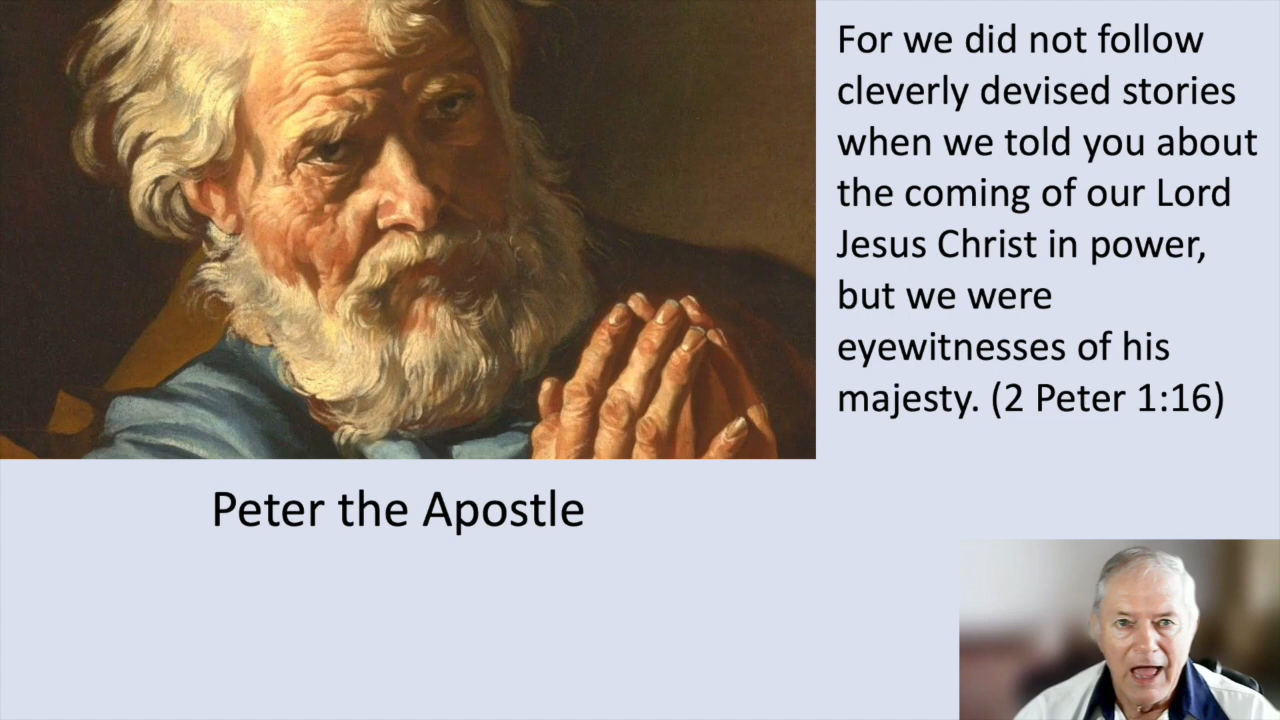 For we did not follow
cleverly devised stories
when we told you about
the coming of our Lord
Jesus Christ in power,
but we were
eyewitnesses of his
majesty. (2 Peter 1:16)
Peter the Apostle